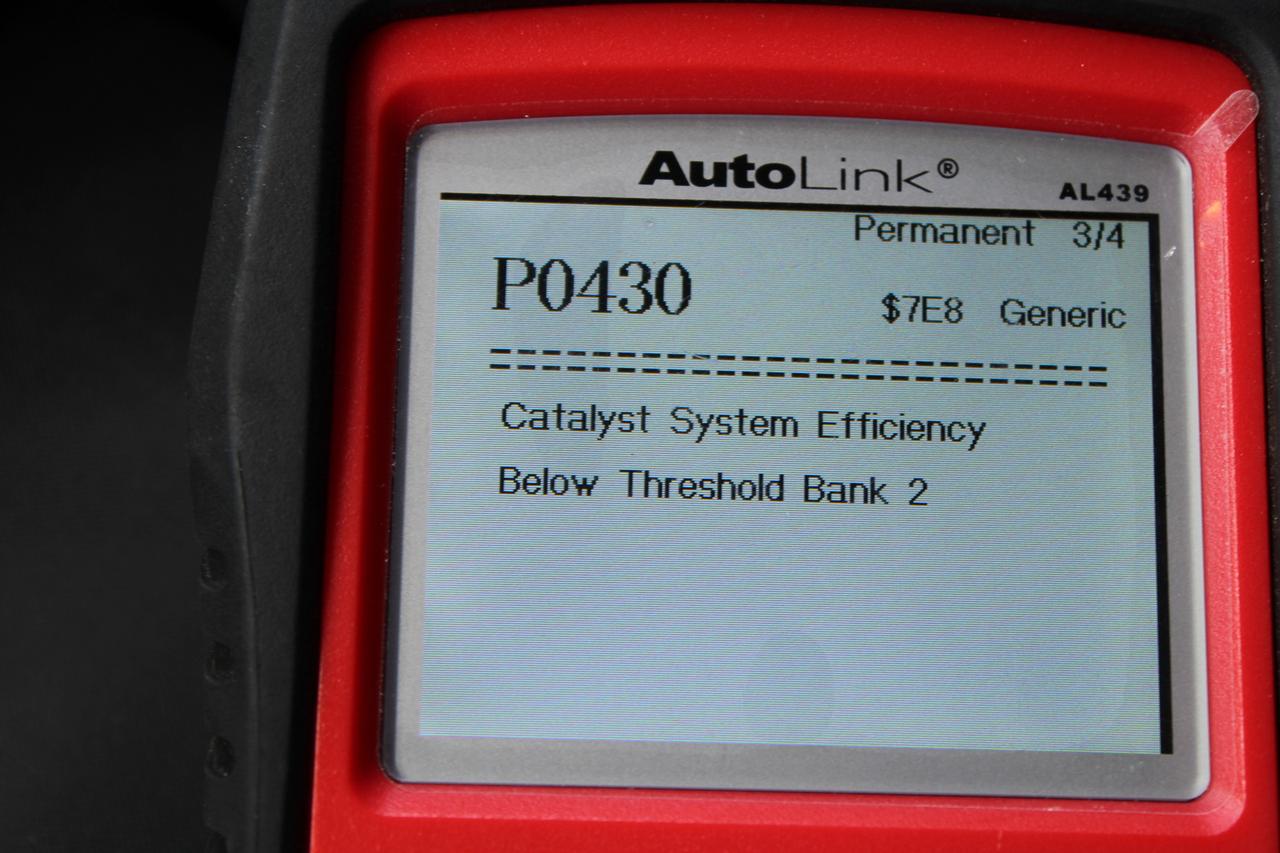 AutoLink®
AL439
Permanent 3/4
P0430
$7E8 Generic
==========================
Catalyst System Efficiency
Below Threshold Bank 2